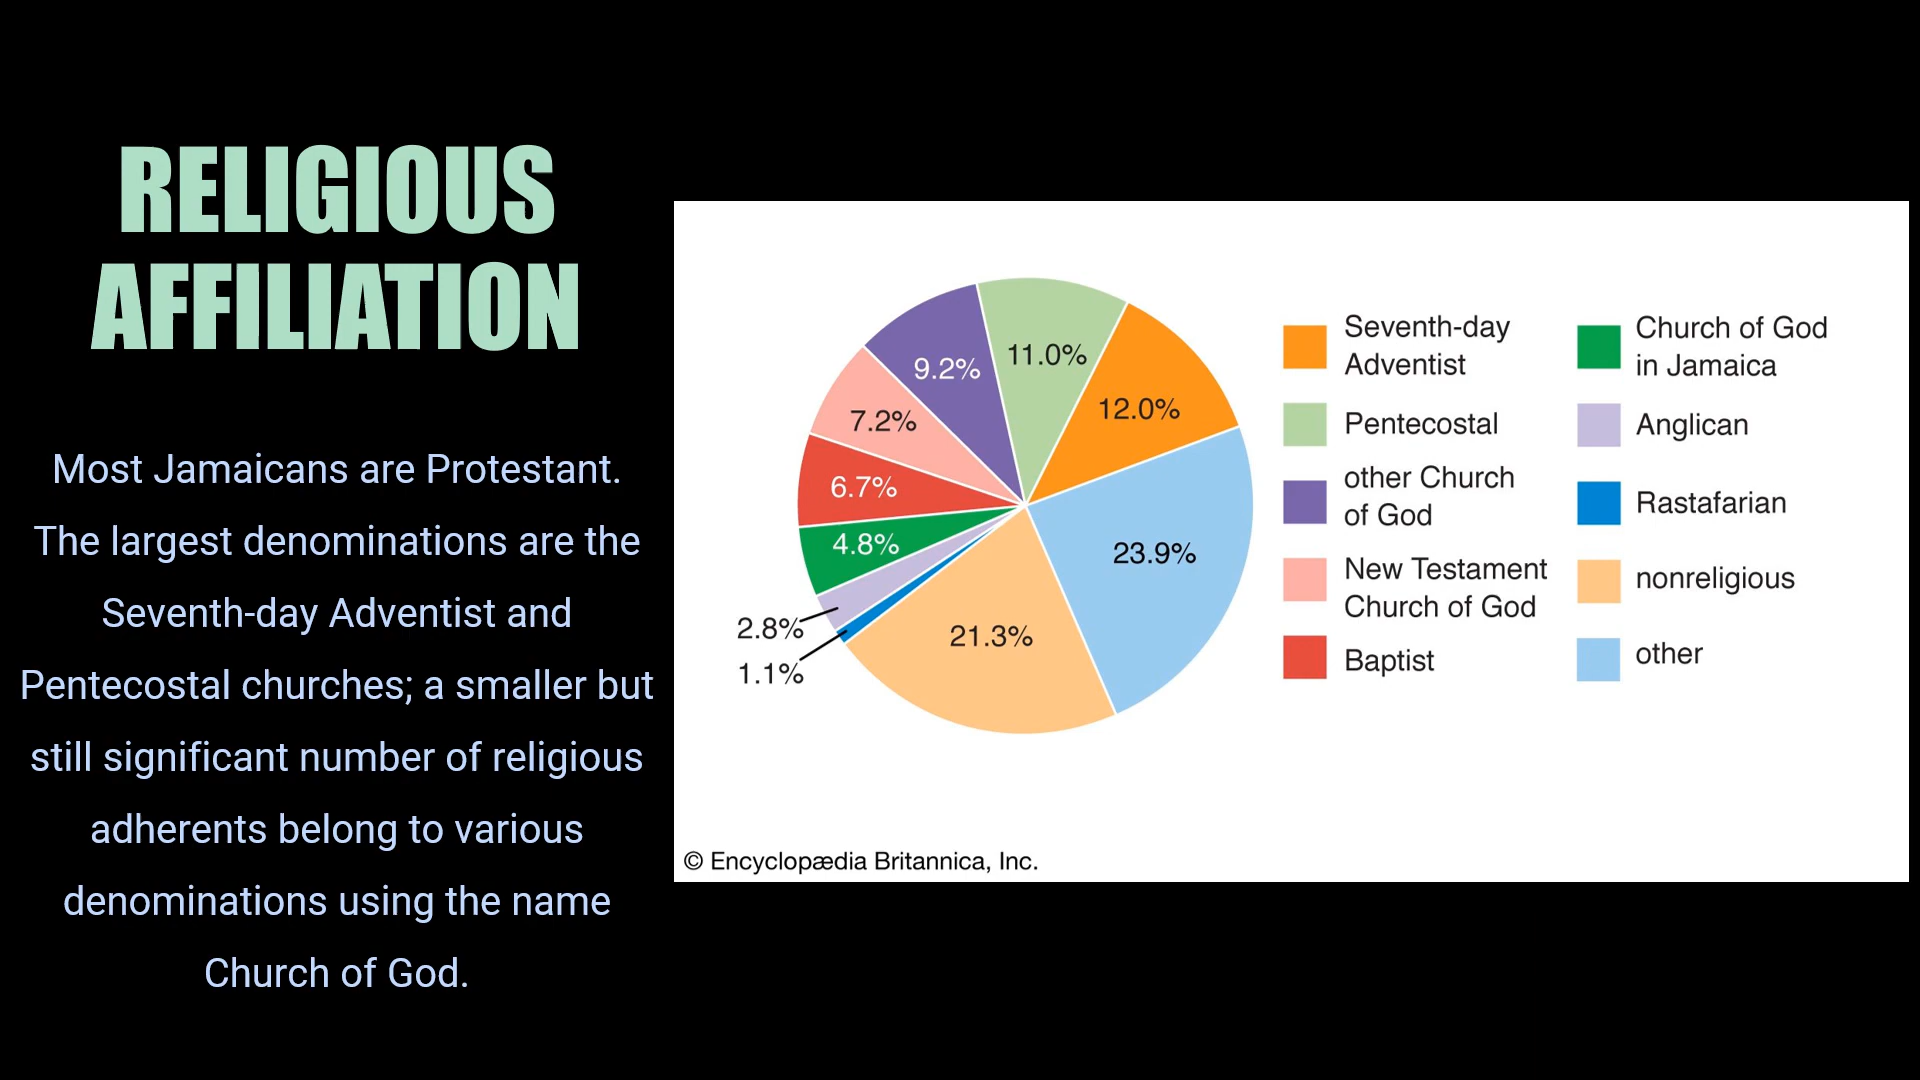 RELIGIOUS
AFFILIATION
Most Jamaicans are Protestant.
The largest denominations are the
Seventh-day Adventist and
Pentecostal churches; a smaller but
still significant number of religious
adherents belong to various
denominations using the name
Church of God.
11.0%
9.2%
12.0%
7.2%
6.7%
4.8%
23.9%
2.8%
21.3%
1.1%
Seventh-day
Adventist
Pentecostal
other Church
of God
New Testament
Church of God
Baptist
Church of God
in Jamaica
Anglican
Rastafarian
nonreligious
other
© Encyclopædia Britannica, Inc.